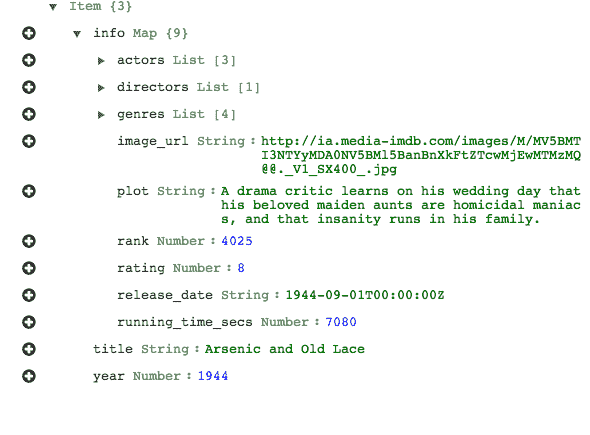 Item {3}
info Map {9}
actors List [3]
directors List [1]
genres List [4]
image_url String : http://ia.media-imdb.com/images/M/MV5BMT
I3NTYyMDA0NV5BMl5BanBnXkFtZTcwMjEwMTMzMQ
@@._V1_SX400_.jpg
plot String : A drama critic learns on his wedding day that
his beloved maiden aunts are homicidal maniac
s, and that insanity runs in his family.
rank Number : 4025
rating Number : 8
release_date String : 1944-09-01T00:00:00Z
running_time_secs Number : 7080
title String : Arsenic and Old Lace
year Number : 1944